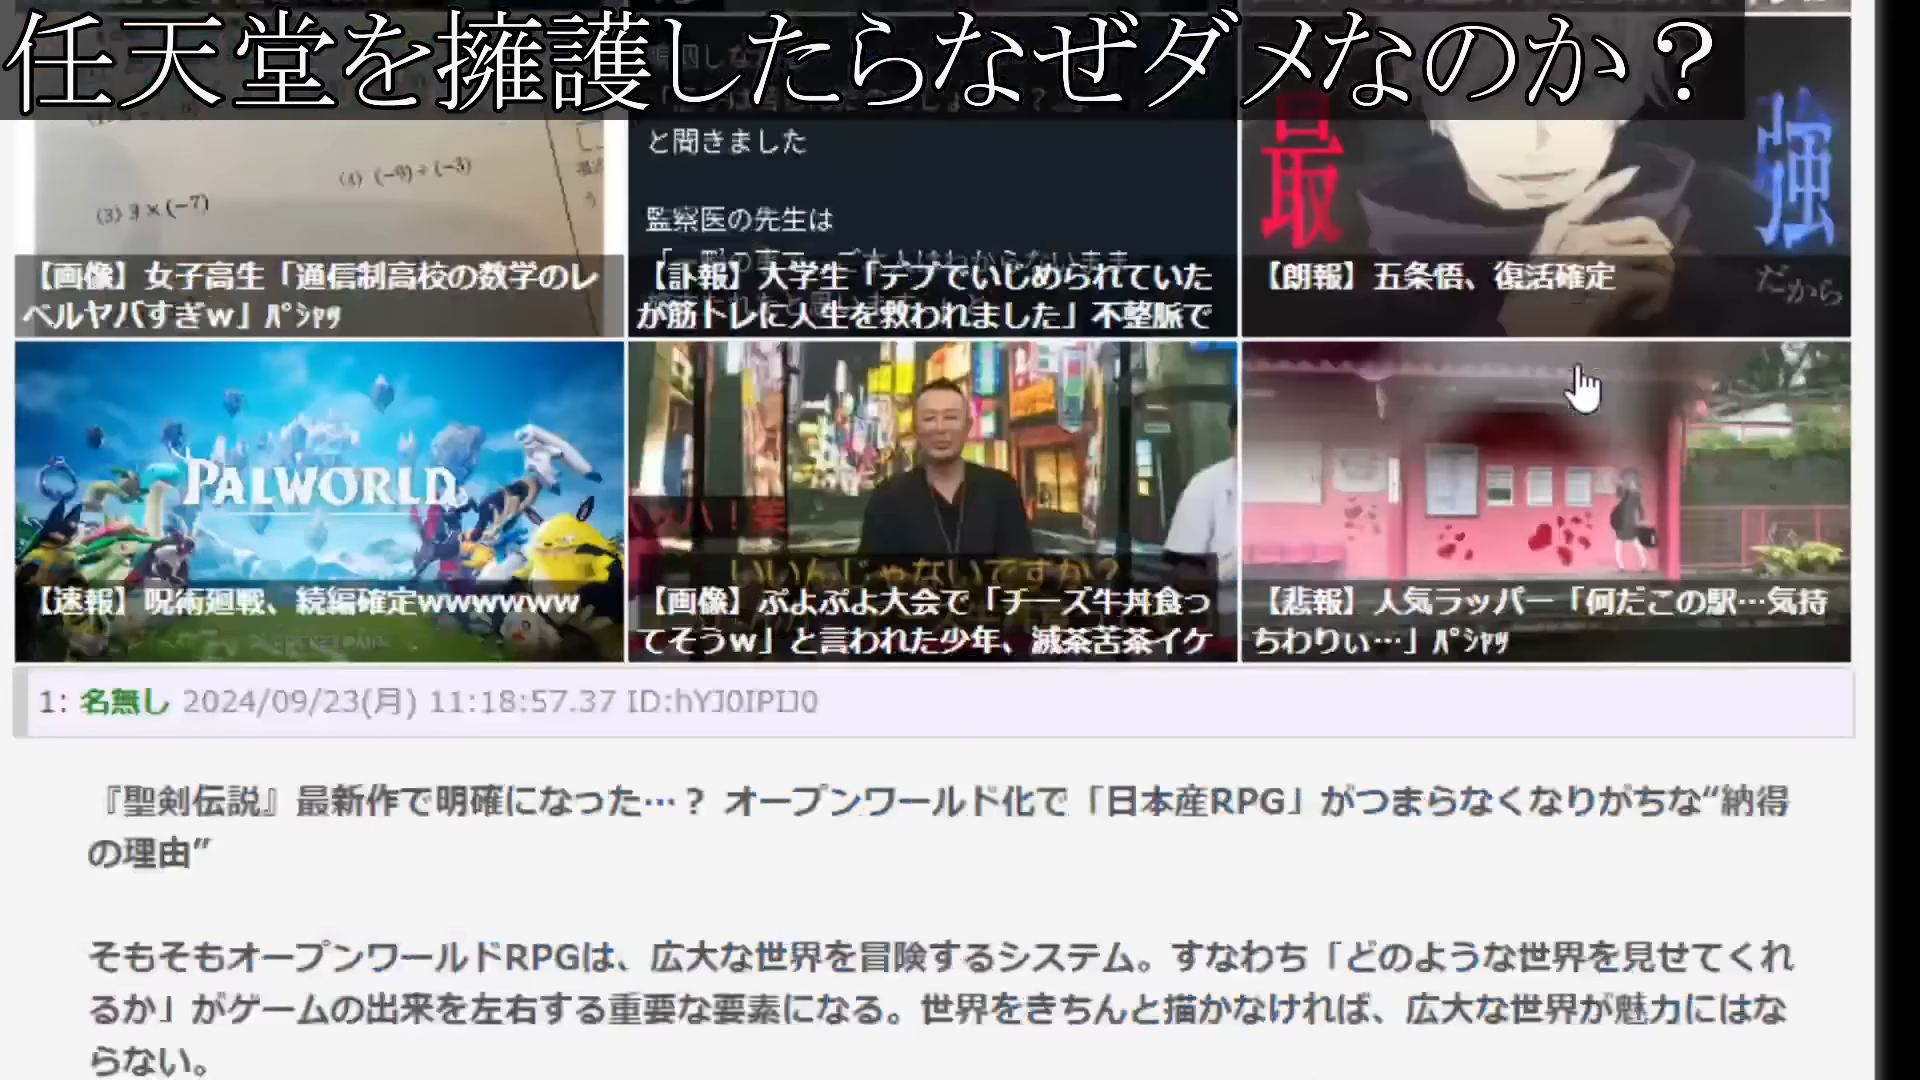 任天堂を擁護したらなぜダメなのか？
と聞きました
最
強
(4) (-9)÷(-3)
(3) 3×(-7)
監察医の先生は
だから
【画像】女子高生「通信制高校の数学のレ
ベルヤバすぎｗ」ﾊﾟｼｬｯ
【訃報】大学生「デブでいじめられていた
が筋トレに人生を救われました」不整脈で
【朗報】五条悟、復活確定
PALWORLD
いいんじゃないですか？
【速報】呪術廻戦、続編確定wwwwww
【画像】ぷよぷよ大会で「チーズ牛丼食っ
てそうｗ」と言われた少年、滅茶苦茶イケ
【悲報】人気ラッパー「何だこの駅…気持
ちわりぃ…」ﾊﾟｼｬｯ
1: 名無し 2024/09/23(月) 11:18:57.37 ID:hYJ0IPIJ0
『聖剣伝説』最新作で明確になった…？ オープンワールド化で「日本産RPG」がつまらなくなりがちな“納得
の理由”
そもそもオープンワールドRPGは、広大な世界を冒険するシステム。すなわち「どのような世界を見せてくれ
るか」がゲームの出来を左右する重要な要素になる。世界をきちんと描かなければ、広大な世界が魅力にはな
らない。